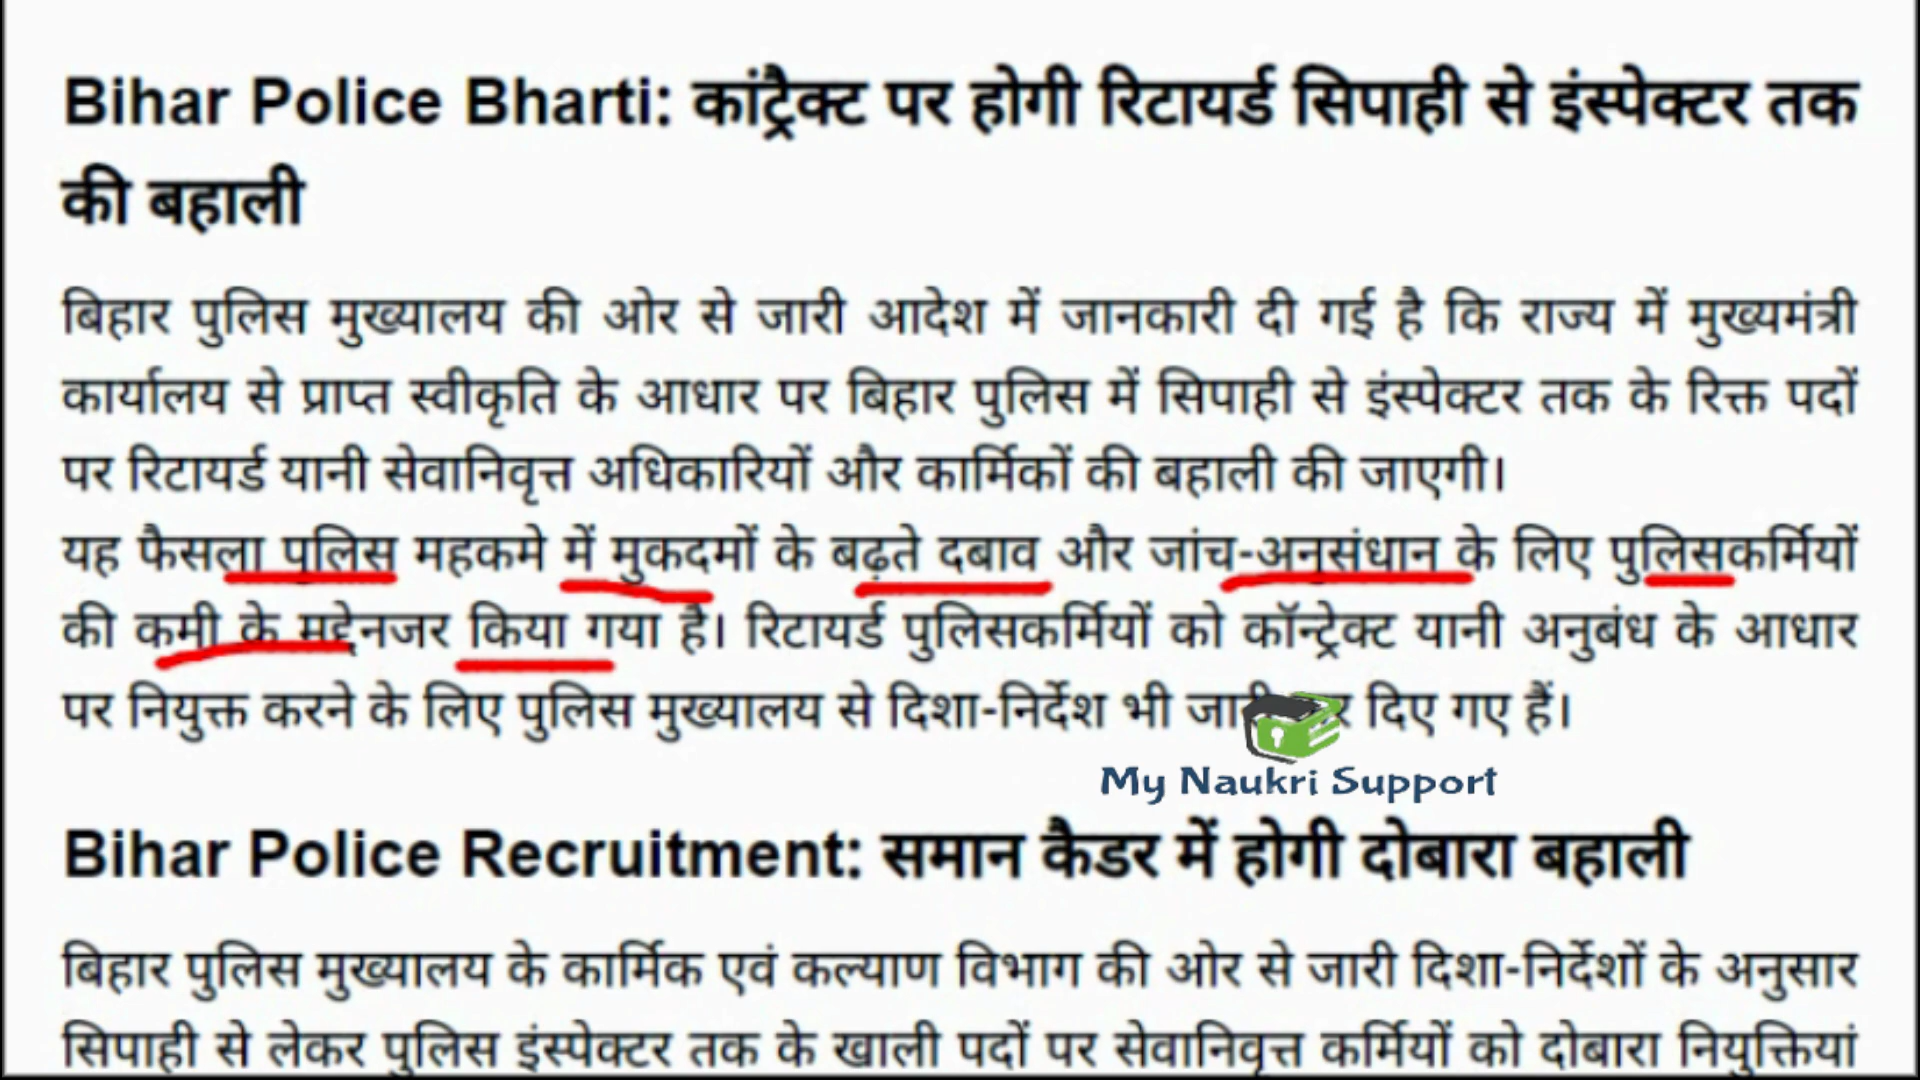 Bihar Police Bharti: कांट्रैक्ट पर होगी रिटायर्ड सिपाही से इंस्पेक्टर तक
की बहाली
बिहार पुलिस मुख्यालय की ओर से जारी आदेश में जानकारी दी गई है कि राज्य में मुख्यमंत्री
कार्यालय से प्राप्त स्वीकृति के आधार पर बिहार पुलिस में सिपाही से इंस्पेक्टर तक के रिक्त पदों
पर रिटायर्ड यानी सेवानिवृत्त अधिकारियों और कार्मिकों की बहाली की जाएगी।
यह फैसला पुलिस महकमे में मुकदमों के बढ़ते दबाव और जांच-अनुसंधान के लिए पुलिसकर्मियों
की कमी के मद्देनजर किया गया है। रिटायर्ड पुलिसकर्मियों को कॉन्ट्रेक्ट यानी अनुबंध के आधार
पर नियुक्त करने के लिए पुलिस मुख्यालय से दिशा-निर्देश भी दिए गए हैं।
My Naukri Support
Bihar Police Recruitment: समान कैडर में होगी दोबारा बहाली
बिहार पुलिस मुख्यालय के कार्मिक एवं कल्याण विभाग की ओर से जारी दिशा-निर्देशों के अनुसार
सिपाही से लेकर पुलिस इंस्पेक्टर तक के खाली पदों पर सेवानिवृत्त कर्मियों को दोबारा नियुक्तियां